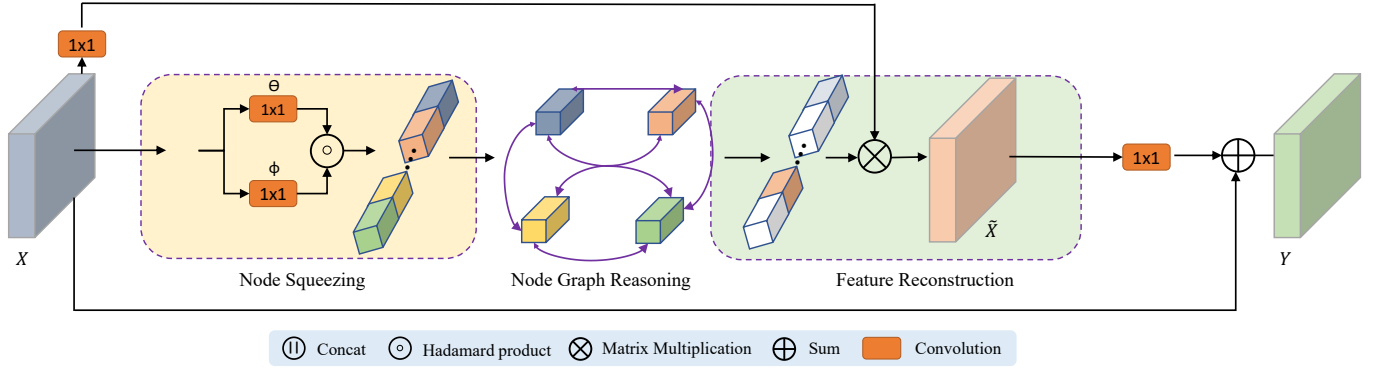 1x1
X
Θ
1x1
ϕ
1x1
Node Squeezing
Node Graph Reasoning
X̃
Feature Reconstruction
1x1
Y
Concat Hadamard product Matrix Multiplication Sum Convolution